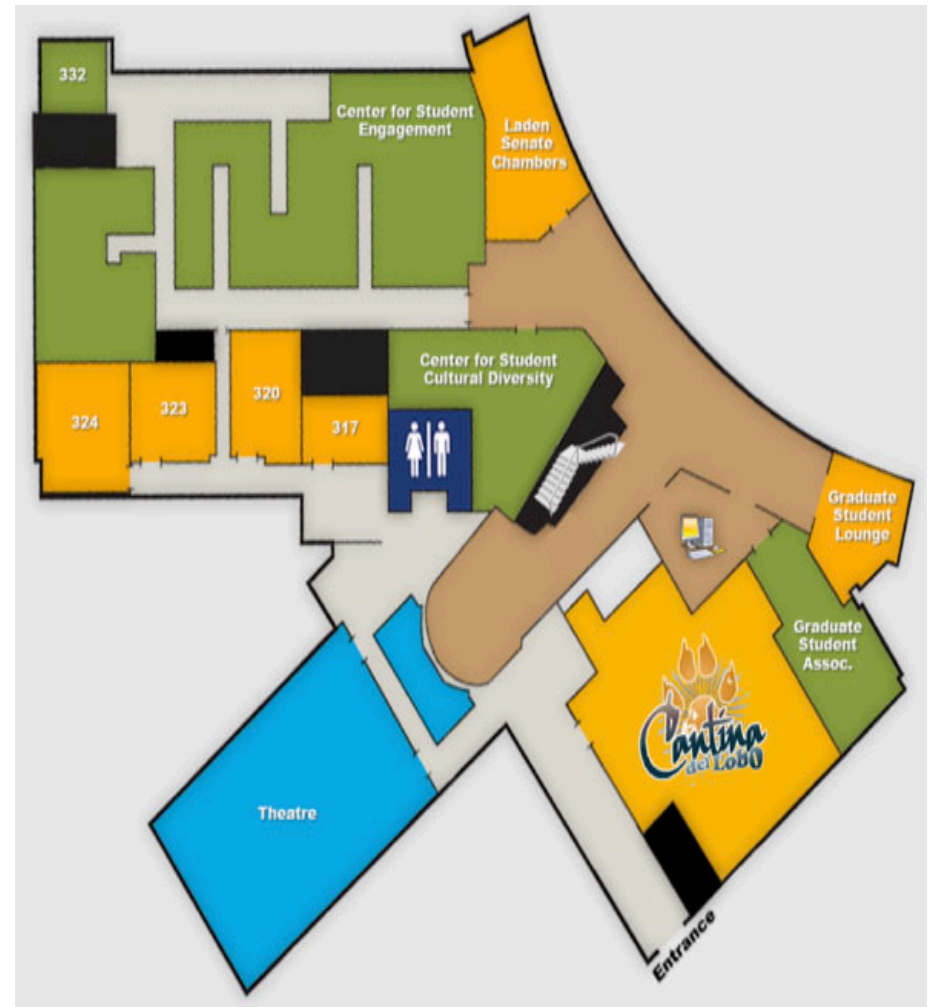 332
Center for Student
Engagement
Laden
Senate
Chambers
Center for Student
Cultural Diversity
324
323
320
317
Graduate
Student
Lounge
Graduate
Student
Assoc.
Cantina
del Lobo
Theatre
Entrance